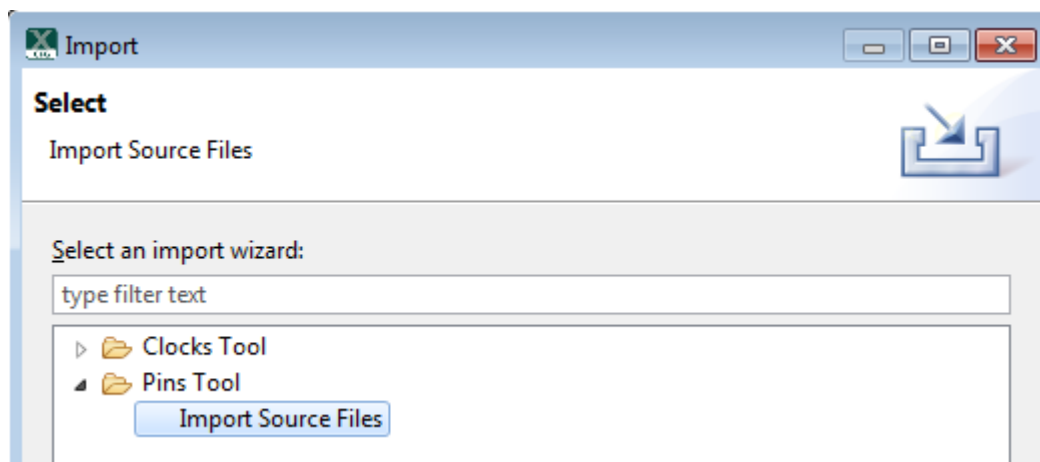 Import
Select
Import Source Files
Select an import wizard:
type filter text
Clocks Tool
Pins Tool
Import Source Files